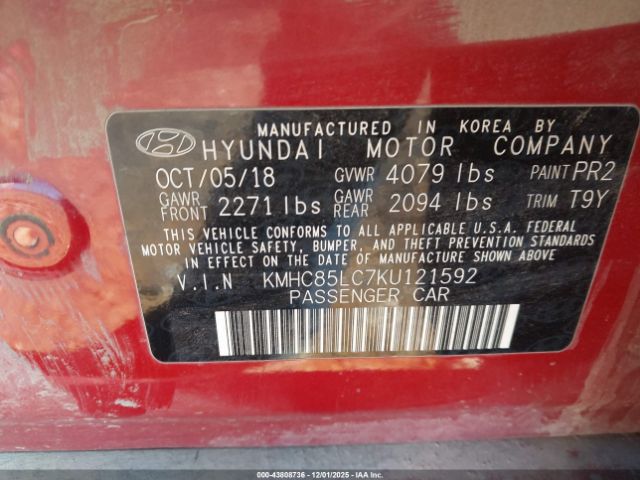 MANUFACTURED IN KOREA BY
HYUNDAI MOTOR COMPANY
OCT/05/18 GVWR 4079 lbs PAINT PR2
GAWR FRONT 2271 lbs GAWR REAR 2094 lbs TRIM T9Y
THIS VEHICLE CONFORMS TO ALL APPLICABLE U.S.A. FEDERAL
MOTOR VEHICLE SAFETY, BUMPER, AND THEFT PREVENTION STANDARDS
IN EFFECT ON THE DATE OF MANUFACTURE SHOWN ABOVE.
V.I.N KMHC85LC7KU121592
PASSENGER CAR
000-43808736 - 12/01/2025 - IAAI.COM